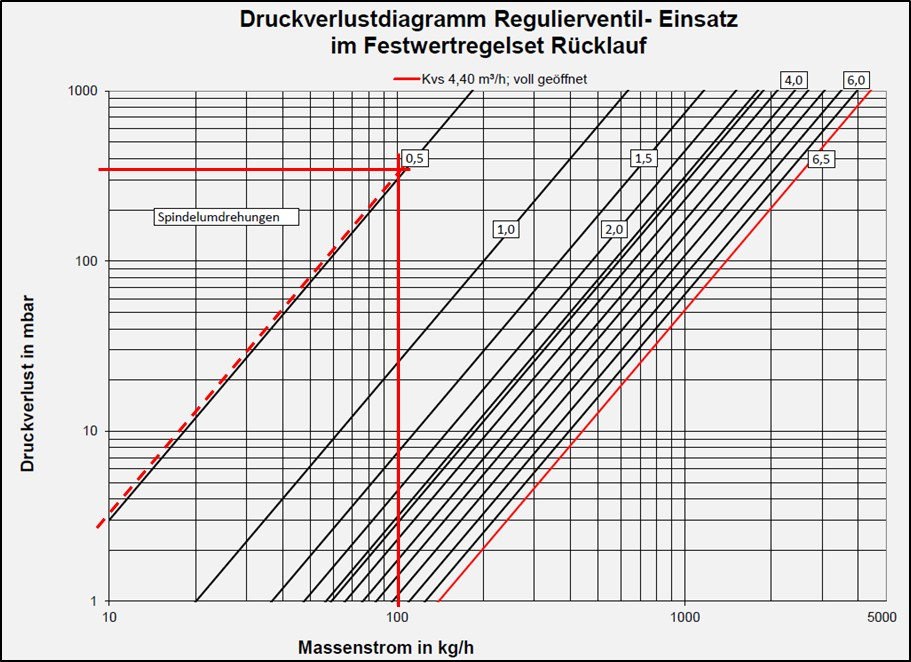 Druckverlustdiagramm Regulierventil- Einsatz
im Festwertregelset Rücklauf
Kvs 4,40 m³/h; voll geöffnet
4,0
6,0
1000
0,5
1,5
6,5
Spindelumdrehungen
1,0
2,0
100
Druckverlust in mbar
10
1
10
100
1000
5000
Massenstrom in kg/h